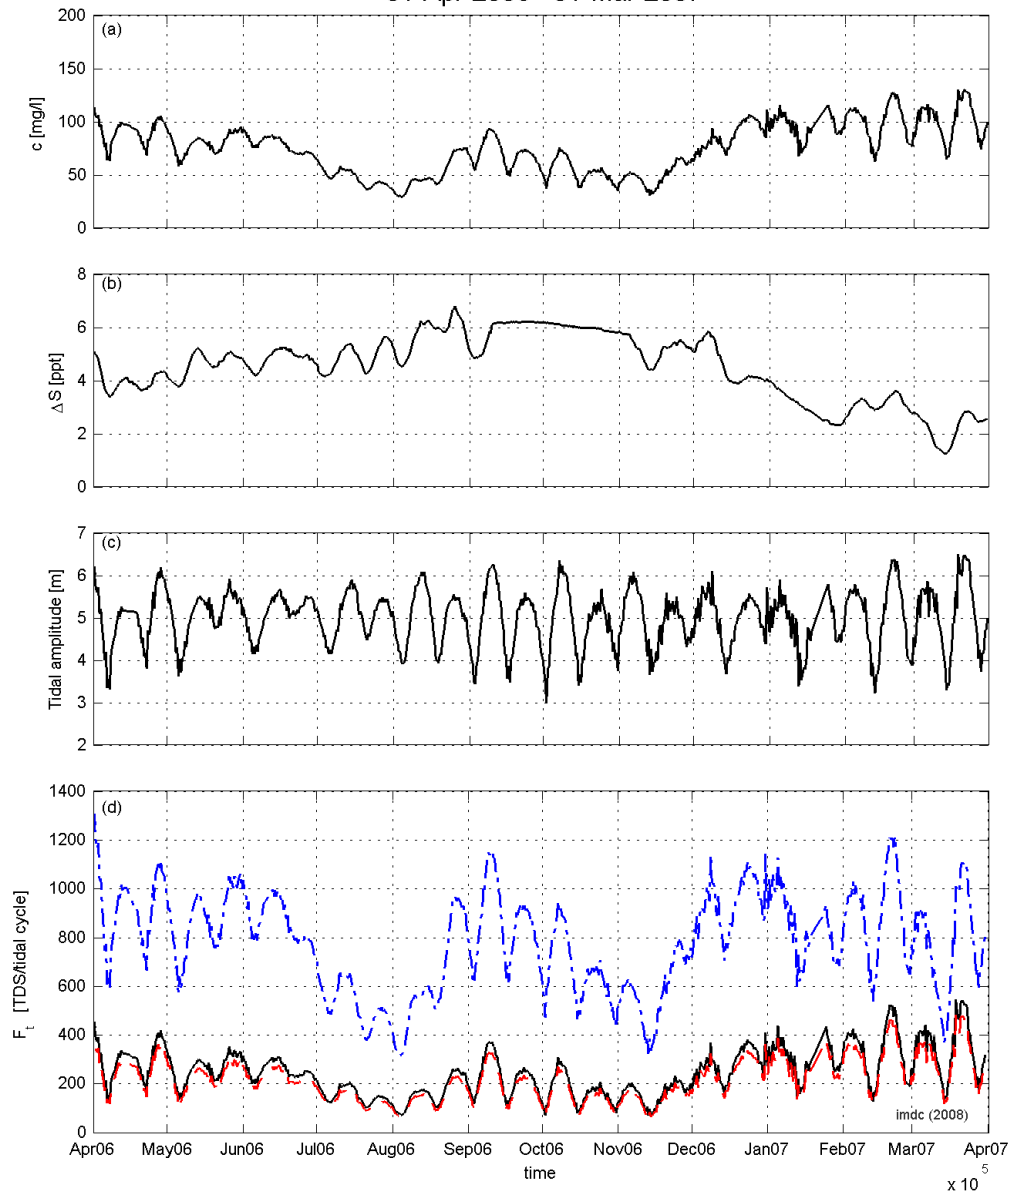 200
(a)
150
100
50
0
c [mg/l]
8
(b)
6
4
2
0
ΔS [ppt]
7
(c)
6
5
4
3
2
Tidal amplitude [m]
1400
(d)
1200
1000
800
600
400
200
0
F_t [TDS/tidal cycle]
imdc (2008)
Apr06 May06 Jun06 Jul06 Aug06 Sep06 Oct06 Nov06 Dec06 Jan07 Feb07 Mar07 Apr07
time
x 10^5